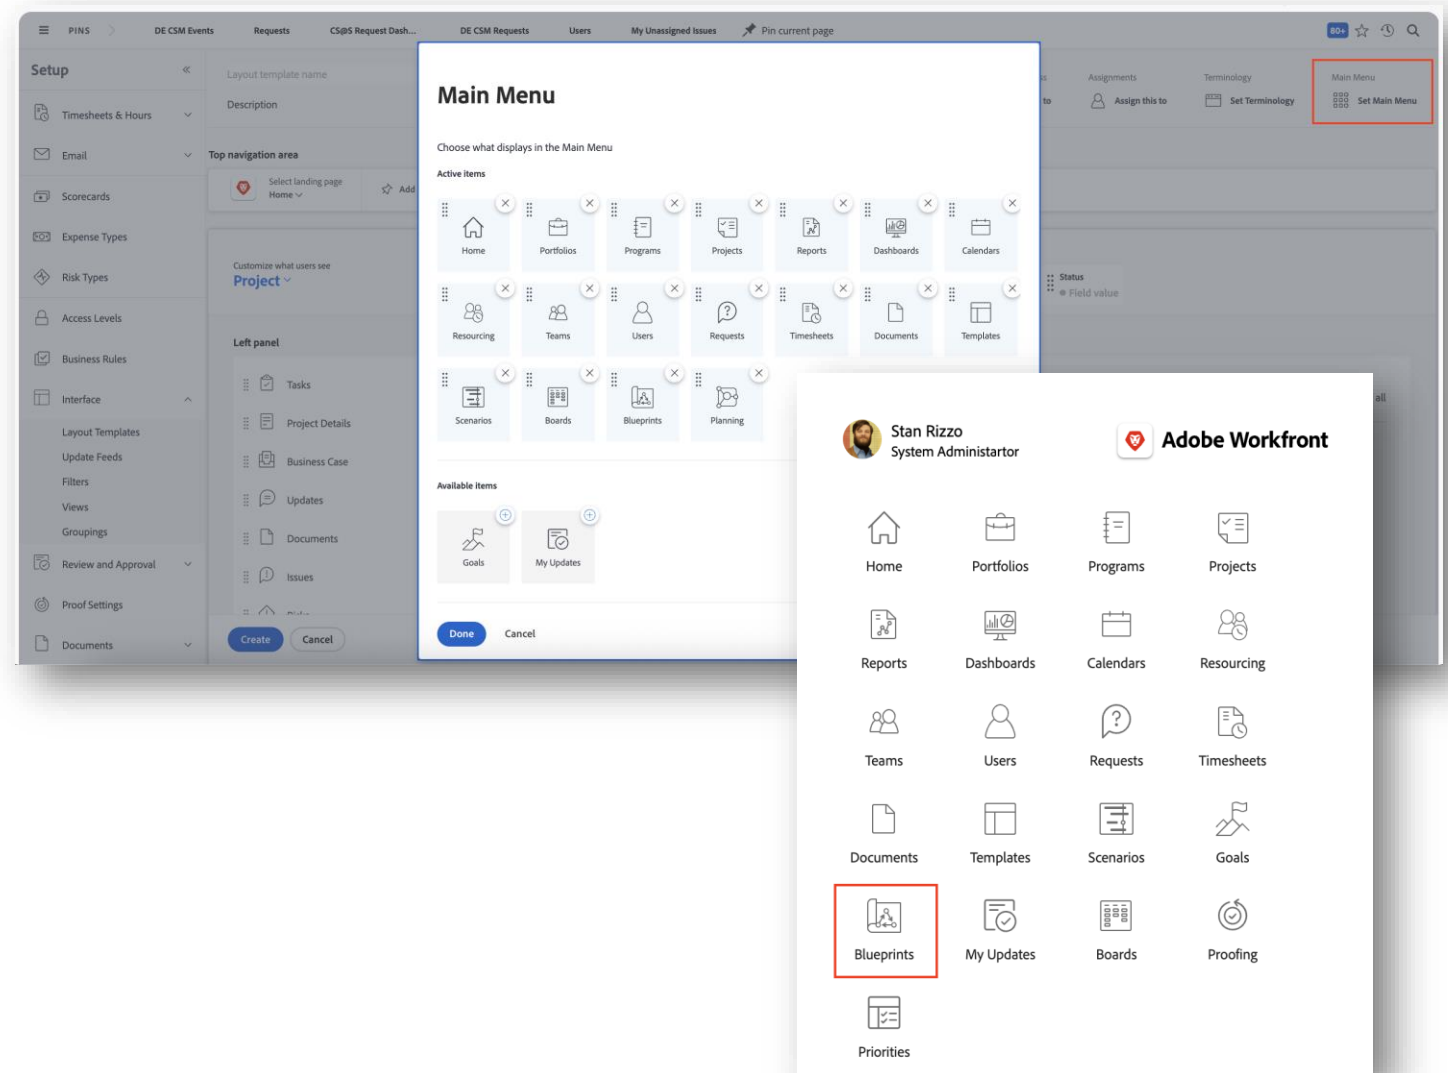 PINS
DE CSM Events
Requests
CS@S Request Dash...
DE CSM Requests
Users
My Unassigned Issues
Pin current page
80+
Setup
Timesheets & Hours
Email
Scorecards
Expense Types
Risk Types
Access Levels
Business Rules
Interface
Layout Templates
Update Feeds
Filters
Views
Groupings
Review and Approval
Proof Settings
Documents
Layout template name
Description
Top navigation area
Select landing page
Home
Add
Customize what users see
Project
Left panel
Tasks
Project Details
Business Case
Updates
Documents
Issues
Risks
Create
Cancel
Main Menu
Choose what displays in the Main Menu
Active items
Home
Portfolios
Programs
Projects
Reports
Dashboards
Calendars
Resourcing
Teams
Users
Requests
Timesheets
Documents
Templates
Scenarios
Boards
Blueprints
Planning
Available items
Goals
My Updates
Done
Cancel
to
Assignments
Assign this to
Terminology
Set Terminology
Main Menu
Set Main Menu
Status
Field value
all
Stan Rizzo
System Administartor
Adobe Workfront
Home
Portfolios
Programs
Projects
Reports
Dashboards
Calendars
Resourcing
Teams
Users
Requests
Timesheets
Documents
Templates
Scenarios
Goals
Blueprints
My Updates
Boards
Proofing
Priorities